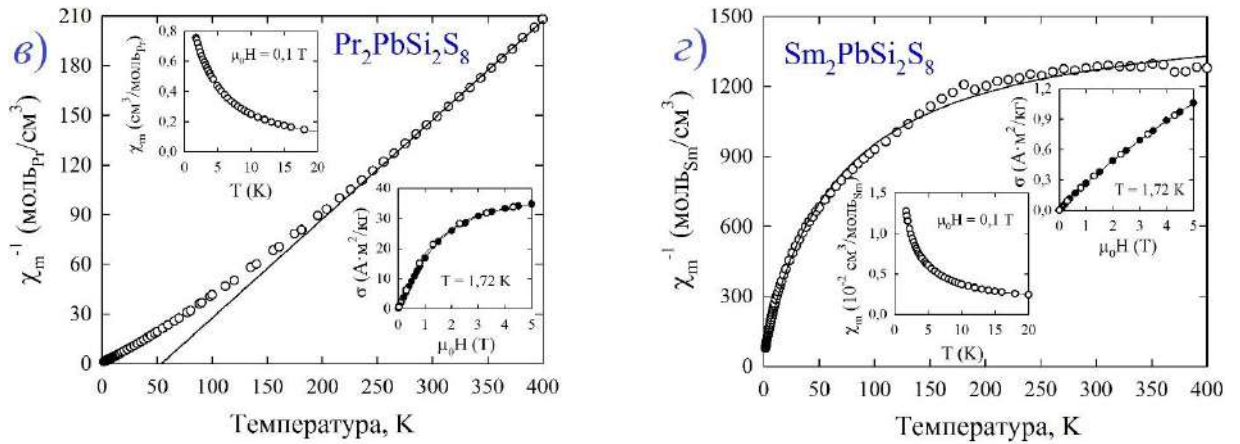 в)
Pr₂PbSi₂S₈
χₘ⁻¹ (моль_Pr/см³)
210
180
150
120
90
60
30
0
0 50 100 150 200 250 300 350 400
Температура, K
χₘ (см³/моль_Pr)
0,8
0,6
0,4
0,2
0,0
μ₀H = 0,1 T
0 5 10 15 20
T (K)
σ (А·м²/кг)
40
30
20
10
0
T = 1,72 K
0 1 2 3 4 5
μ₀H (T)
г)
Sm₂PbSi₂S₈
χₘ⁻¹ (моль_Sm/см³)
1500
1200
900
600
300
0
0 50 100 150 200 250 300 350 400
Температура, K
σ (А·м²/кг)
1,2
0,9
0,6
0,3
0,0
T = 1,72 K
0 1 2 3 4 5
μ₀H (T)
χₘ (10⁻² см³/моль_Sm)
1,5
1,0
0,5
0,0
μ₀H = 0,1 T
0 5 10 15 20
T (K)